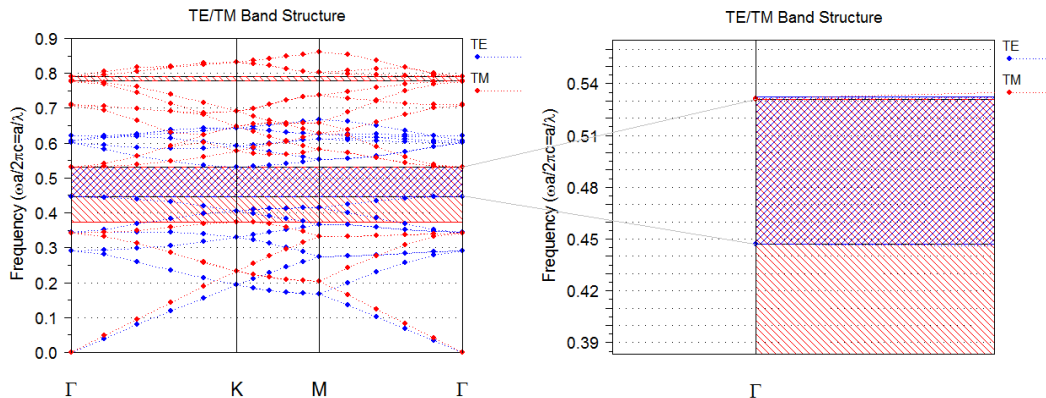 TE/TM Band Structure
Frequency (ωa/2πc=a/λ)
0.9
0.8
0.7
0.6
0.5
0.4
0.3
0.2
0.1
0.0
Γ K M Γ
TE
TM
TE/TM Band Structure
Frequency (ωa/2πc=a/λ)
0.54
0.51
0.48
0.45
0.42
0.39
Γ
TE
TM